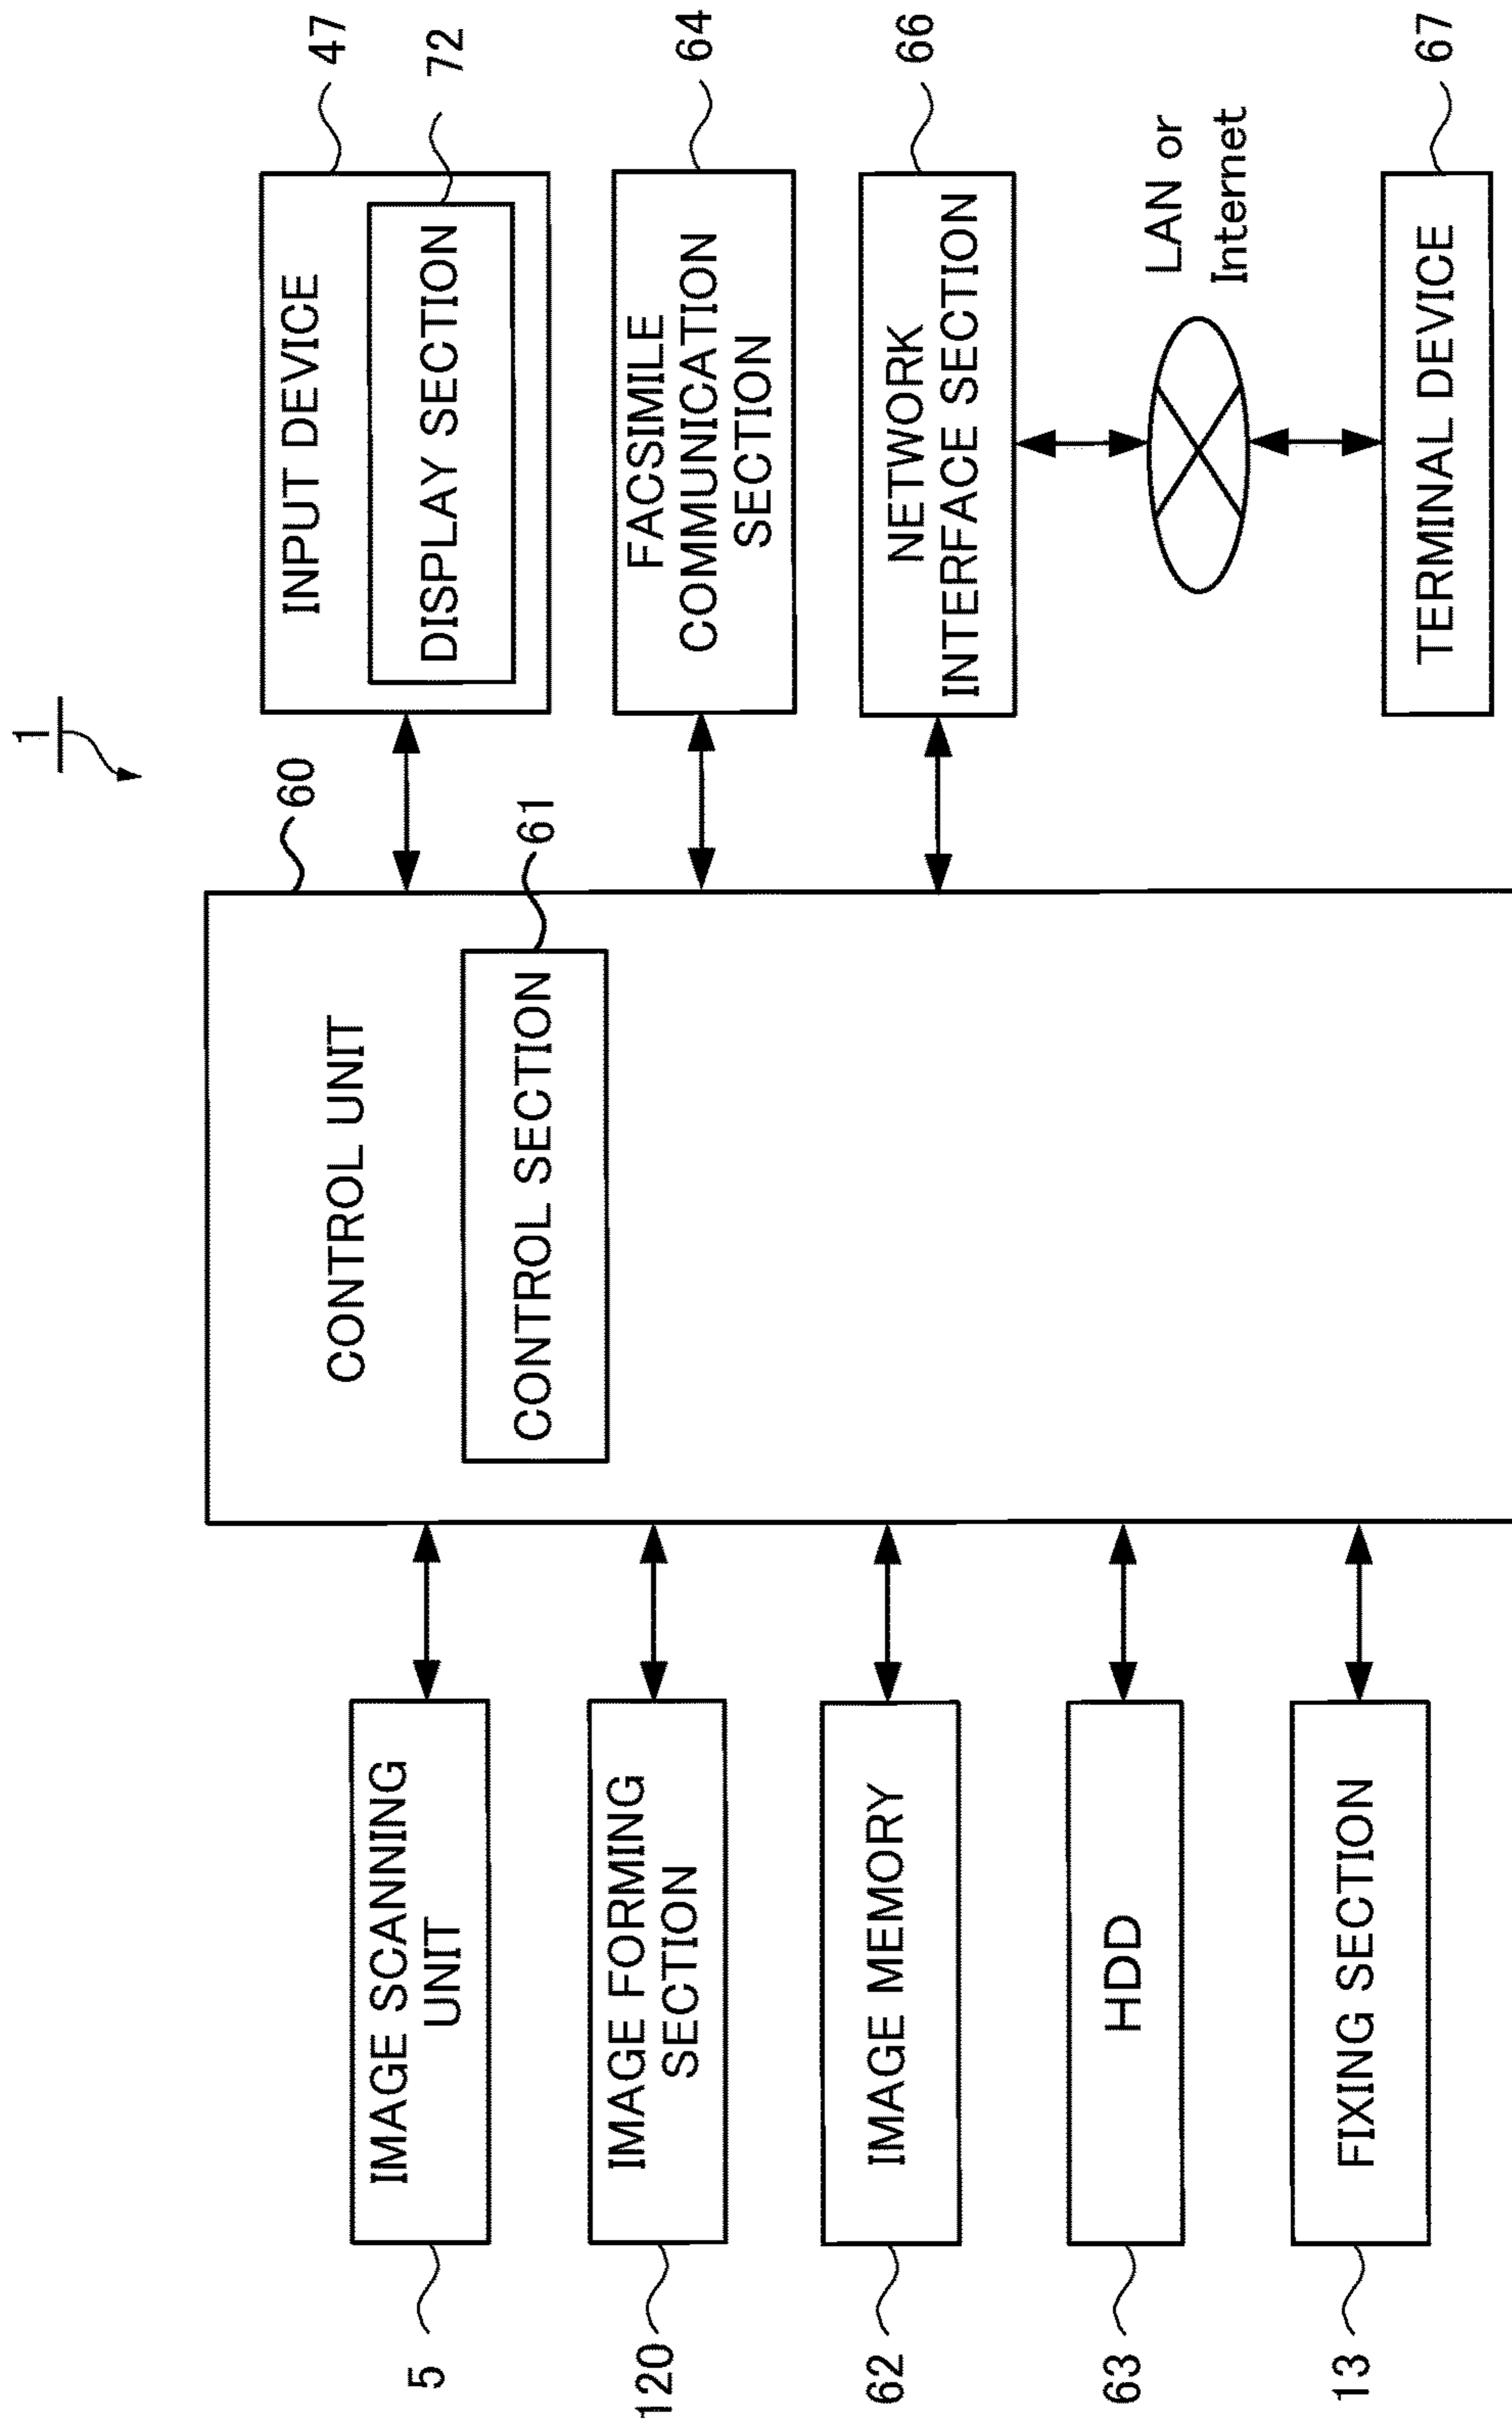 1
60
CONTROL UNIT
61
CONTROL SECTION
5
IMAGE SCANNING
UNIT
120
IMAGE FORMING
SECTION
62
IMAGE MEMORY
63
HDD
13
FIXING SECTION
47
INPUT DEVICE
72
DISPLAY SECTION
64
FACSIMILE
COMMUNICATION
SECTION
66
NETWORK
INTERFACE SECTION
LAN or
Internet
67
TERMINAL DEVICE